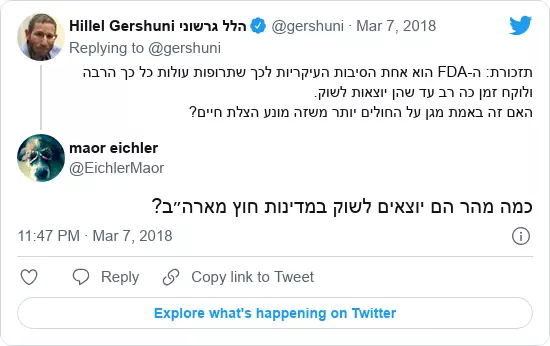 Hillel Gershuni הלל גרשוני @gershuni · Mar 7, 2018
Replying to @gershuni
תזכורת: ה-FDA הוא אחת הסיבות העיקריות לכך שתרופות עולות כל כך הרבה
ולוקח זמן כה רב עד שהן יוצאות לשוק.
האם זה באמת מגן על החולים יותר משזה מונע הצלת חיים?
maor eichler
@EichlerMaor
כמה מהר הם יוצאים לשוק במדינות חוץ מארה״ב?
11:47 PM · Mar 7, 2018
Reply
Copy link to Tweet
Explore what's happening on Twitter